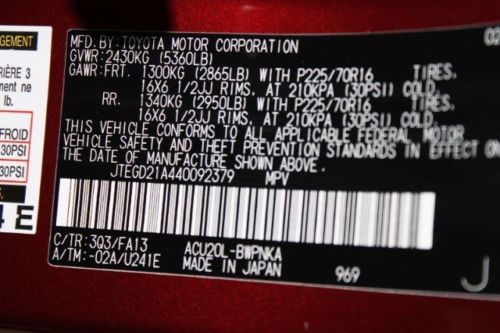 MFD.BY:TOYOTA MOTOR CORPORATION 02
GVWR:2430KG (5360LB)
GAWR:FRT. 1300KG (2865LB) WITH P225/70R16 TIRES.
16X6 1/2JJ RIMS. AT 210KPA (30PSI) COLD.
RR. 1340KG (2950LB) WITH P225/70R16 TIRES.
16X6 1/2JJ RIMS. AT 210KPA (30PSI) COLD.
THIS VEHICLE CONFORMS TO ALL APPLICABLE FEDERAL MOTOR
VEHICLE SAFETY AND THEFT PREVENTION STANDARDS IN EFFECT ON
THE DATE OF MANUFACTURE SHOWN ABOVE.
JTEGD21A440092379 MPV
C/TR:3Q3/FA13 ACU20L-BWPNKA
A/TM:-02A/U241E MADE IN JAPAN 969 J
GEMENT
IÈRE 3
ent ne
lb.
FROID
30PSI
30PSI
4E